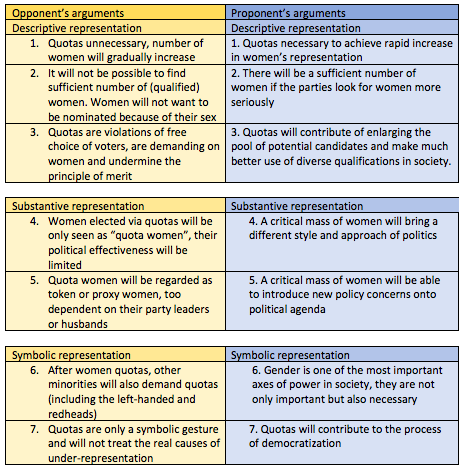 Opponent's arguments
Proponent's arguments
Descriptive representation
Descriptive representation
1. Quotas unnecessary, number of
women will gradually increase
1. Quotas necessary to achieve rapid increase
in women's representation
2. It will not be possible to find
sufficient number of (qualified)
women. Women will not want to
be nominated because of their sex
2. There will be a sufficient number of
women if the parties look for women more
seriously
3. Quotas are violations of free
choice of voters, are demanding on
women and undermine the
principle of merit
3. Quotas will contribute of enlarging the
pool of potential candidates and make much
better use of diverse qualifications in society.
Substantive representation
Substantive representation
4. Women elected via quotas will be
only seen as "quota women", their
political effectiveness will be
limited
4. A critical mass of women will bring a
different style and approach of politics
5. Quota women will be regarded as
token or proxy women, too
dependent on their party leaders
or husbands
5. A critical mass of women will be able
to introduce new policy concerns onto
political agenda
Symbolic representation
Symbolic representation
6. After women quotas, other
minorities will also demand quotas
(including the left-handed and
redheads)
6. Gender is one of the most important
axes of power in society, they are not
only important but also necessary
7. Quotas are only a symbolic gesture
and will not treat the real causes of
under-representation
7. Quotas will contribute to the process
of democratization